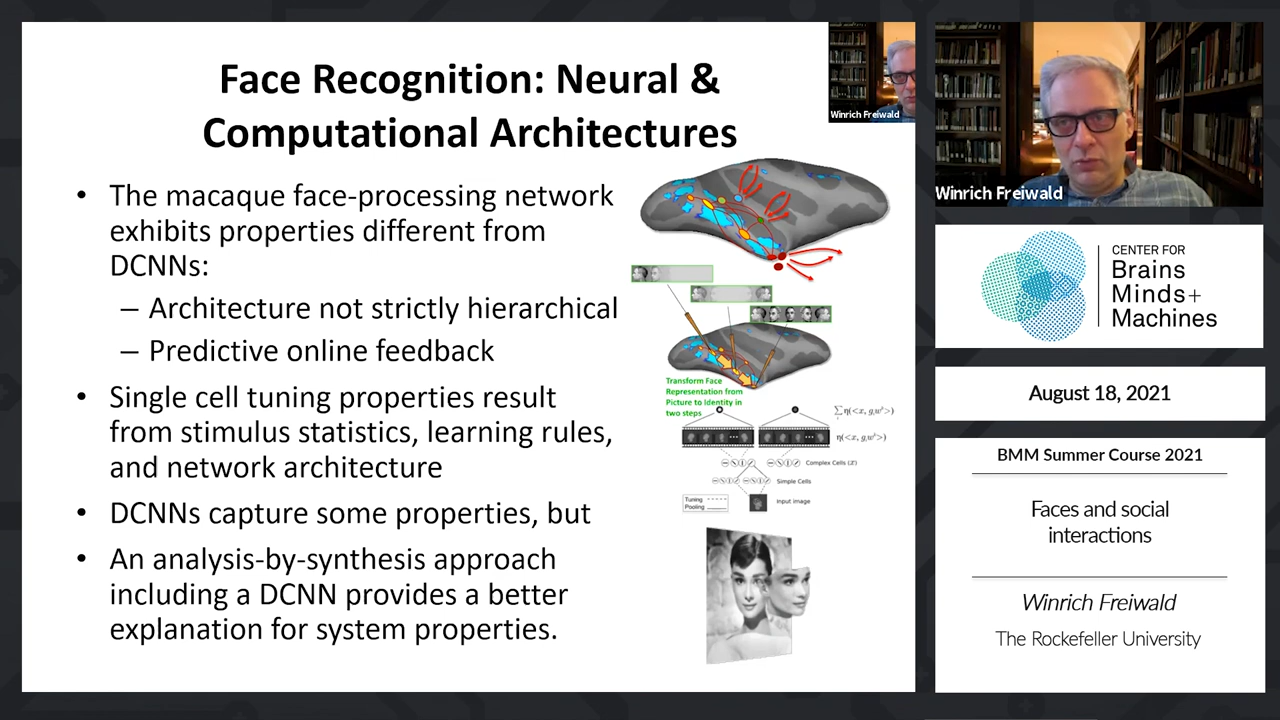 Face Recognition: Neural &
Computational Architectures
• The macaque face-processing network
exhibits properties different from
DCNNs:
– Architecture not strictly hierarchical
– Predictive online feedback
• Single cell tuning properties result
from stimulus statistics, learning rules,
and network architecture
• DCNNs capture some properties, but
• An analysis-by-synthesis approach
including a DCNN provides a better
explanation for system properties.
Transform Face
Representation from
Picture to Identity in
two steps
Complex Cells (Z')
Simple Cells
Tuning
Pooling
Input image
Winrich Freiwald
Winrich Freiwald
CENTER FOR
Brains
Minds+
Machines
August 18, 2021
BMM Summer Course 2021
Faces and social
interactions
Winrich Freiwald
The Rockefeller University